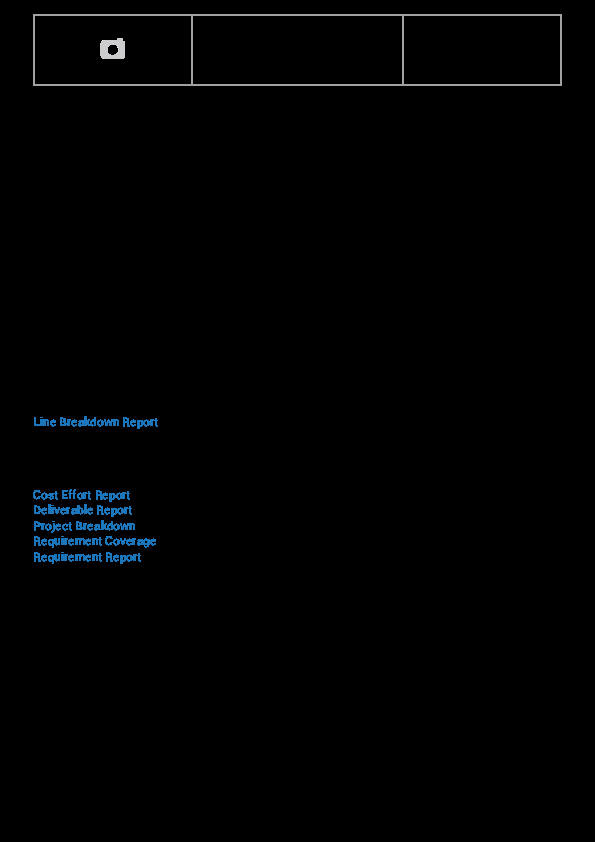 Line Breakdown Report
Cost Effort Report
Deliverable Report
Project Breakdown
Requirement Coverage
Requirement Report